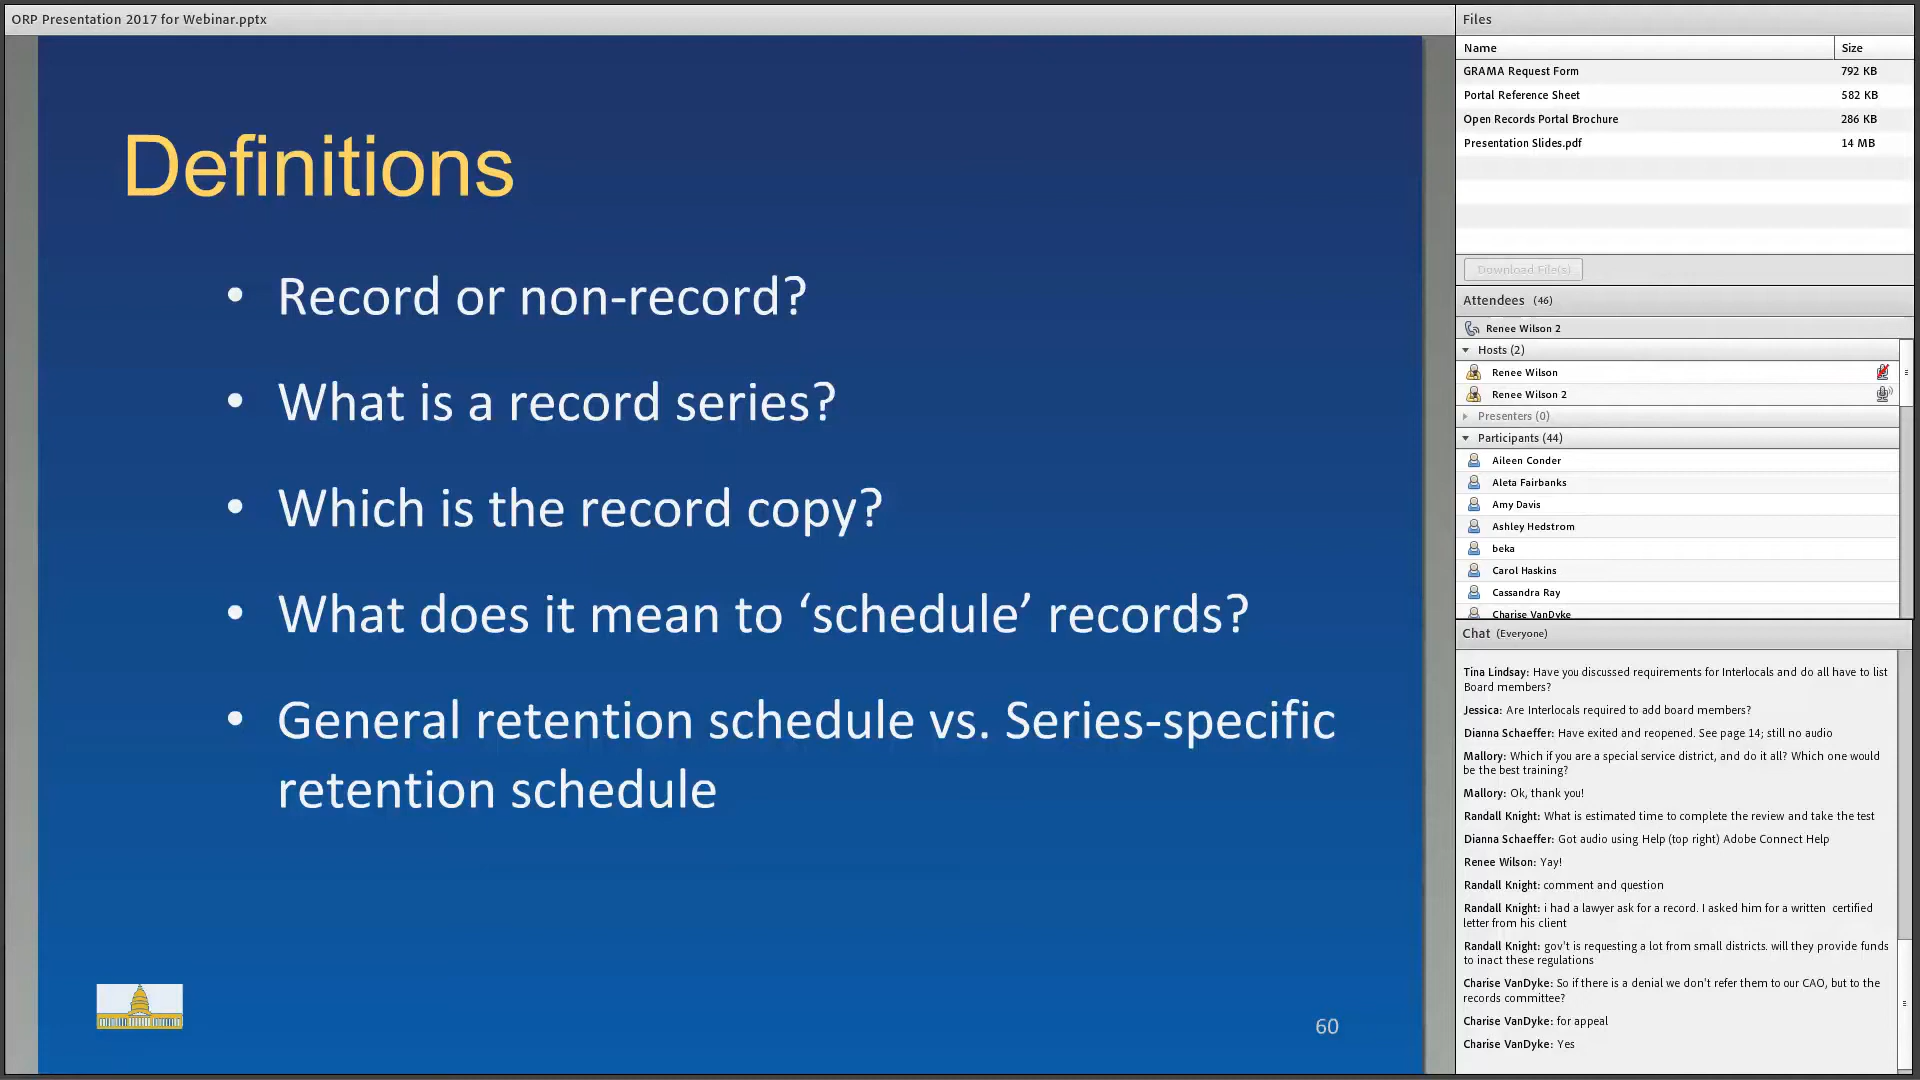 ORP Presentation 2017 for Webinar.pptx
Definitions
• Record or non-record?
• What is a record series?
• Which is the record copy?
• What does it mean to ‘schedule’ records?
• General retention schedule vs. Series-specific
retention schedule
60
Files
Name Size
GRAMA Request Form 792 KB
Portal Reference Sheet 582 KB
Open Records Portal Brochure 286 KB
Presentation Slides.pdf 14 MB
Download File(s)
Attendees (46)
Renee Wilson 2
Hosts (2)
Renee Wilson
Renee Wilson 2
Presenters (0)
Participants (44)
Aileen Conder
Aleta Fairbanks
Amy Davis
Ashley Hedstrom
beka
Carol Haskins
Cassandra Ray
Charise VanDyke
Chat (Everyone)
Tina Lindsay: Have you discussed requirements for Interlocals and do all have to list
Board members?
Jessica: Are Interlocals required to add board members?
Dianna Schaeffer: Have exited and reopened. See page 14; still no audio
Mallory: Which if you are a special service district, and do it all? Which one would
be the best training?
Mallory: Ok, thank you!
Randall Knight: What is estimated time to complete the review and take the test
Dianna Schaeffer: Got audio using Help (top right) Adobe Connect Help
Renee Wilson: Yay!
Randall Knight: comment and question
Randall Knight: i had a lawyer ask for a record. I asked him for a written certified
letter from his client
Randall Knight: gov't is requesting a lot from small districts. will they provide funds
to inact these regulations
Charise VanDyke: So if there is a denial we don't refer them to our CAO, but to the
records committee?
Charise VanDyke: for appeal
Charise VanDyke: Yes